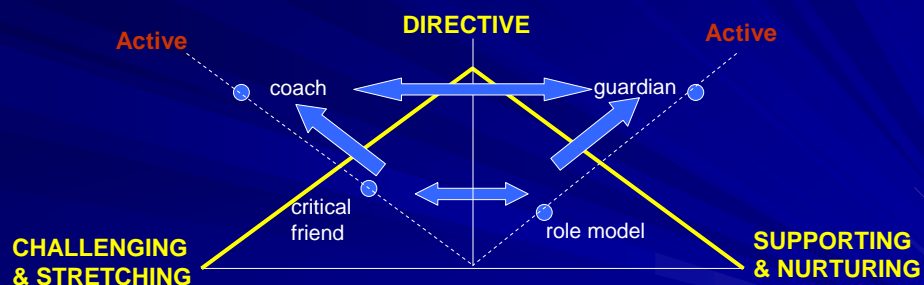 DIRECTIVE
Active
Active
coach
guardian
critical
friend
role model
CHALLENGING
& STRETCHING
SUPPORTING
& NURTURING